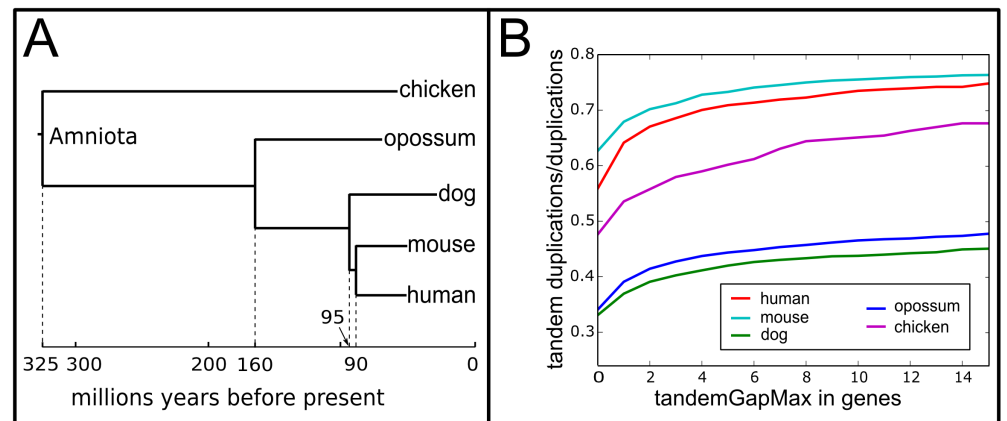 A
chicken
Amniota
opossum
dog
mouse
human
95
325 300 200 160 90 0
millions years before present
B
tandem duplications/duplications
0.8
0.7
0.6
0.5
0.4
0.3
human
mouse
dog
opossum
chicken
0 2 4 6 8 10 12 14
tandemGapMax in genes